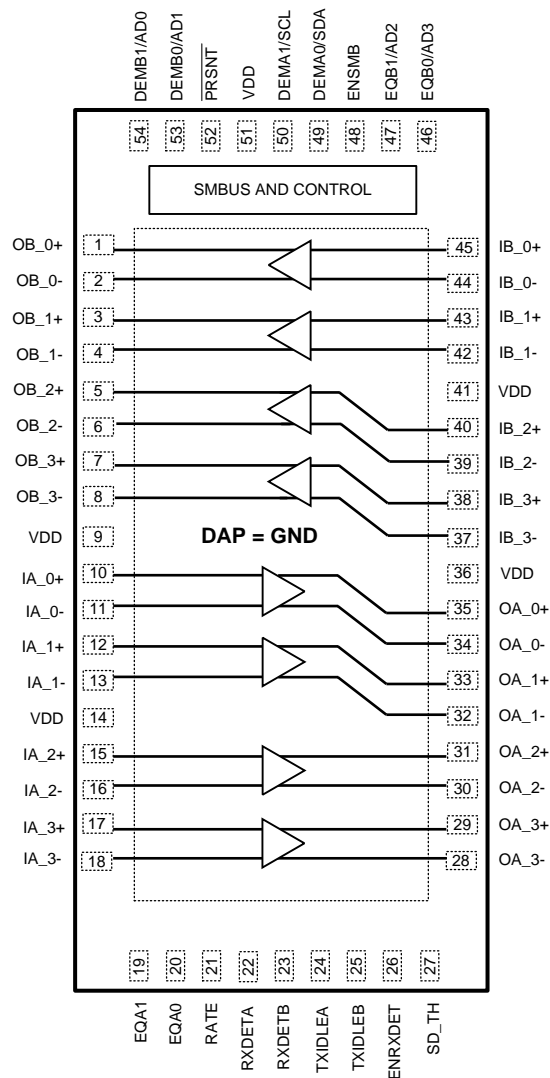 DEMB1/AD0
DEMB0/AD1
PRSNT
VDD
DEMA1/SCL
DEMA0/SDA
ENSMB
EQB1/AD2
EQB0/AD3
54
53
52
51
50
49
48
47
46
SMBUS AND CONTROL
OB_0+ 1 45 IB_0+
OB_0- 2 44 IB_0-
OB_1+ 3 43 IB_1+
OB_1- 4 42 IB_1-
OB_2+ 5 41 VDD
OB_2- 6 40 IB_2+
OB_3+ 7 39 IB_2-
OB_3- 8 38 IB_3+
VDD 9 DAP = GND 37 IB_3-
IA_0+ 10 36 VDD
IA_0- 11 35 OA_0+
IA_1+ 12 34 OA_0-
IA_1- 13 33 OA_1+
VDD 14 32 OA_1-
IA_2+ 15 31 OA_2+
IA_2- 16 30 OA_2-
IA_3+ 17 29 OA_3+
IA_3- 18 28 OA_3-
19
20
21
22
23
24
25
26
27
EQA1
EQA0
RATE
RXDETA
RXDETB
TXIDLEA
TXIDLEB
ENRXDET
SD_TH